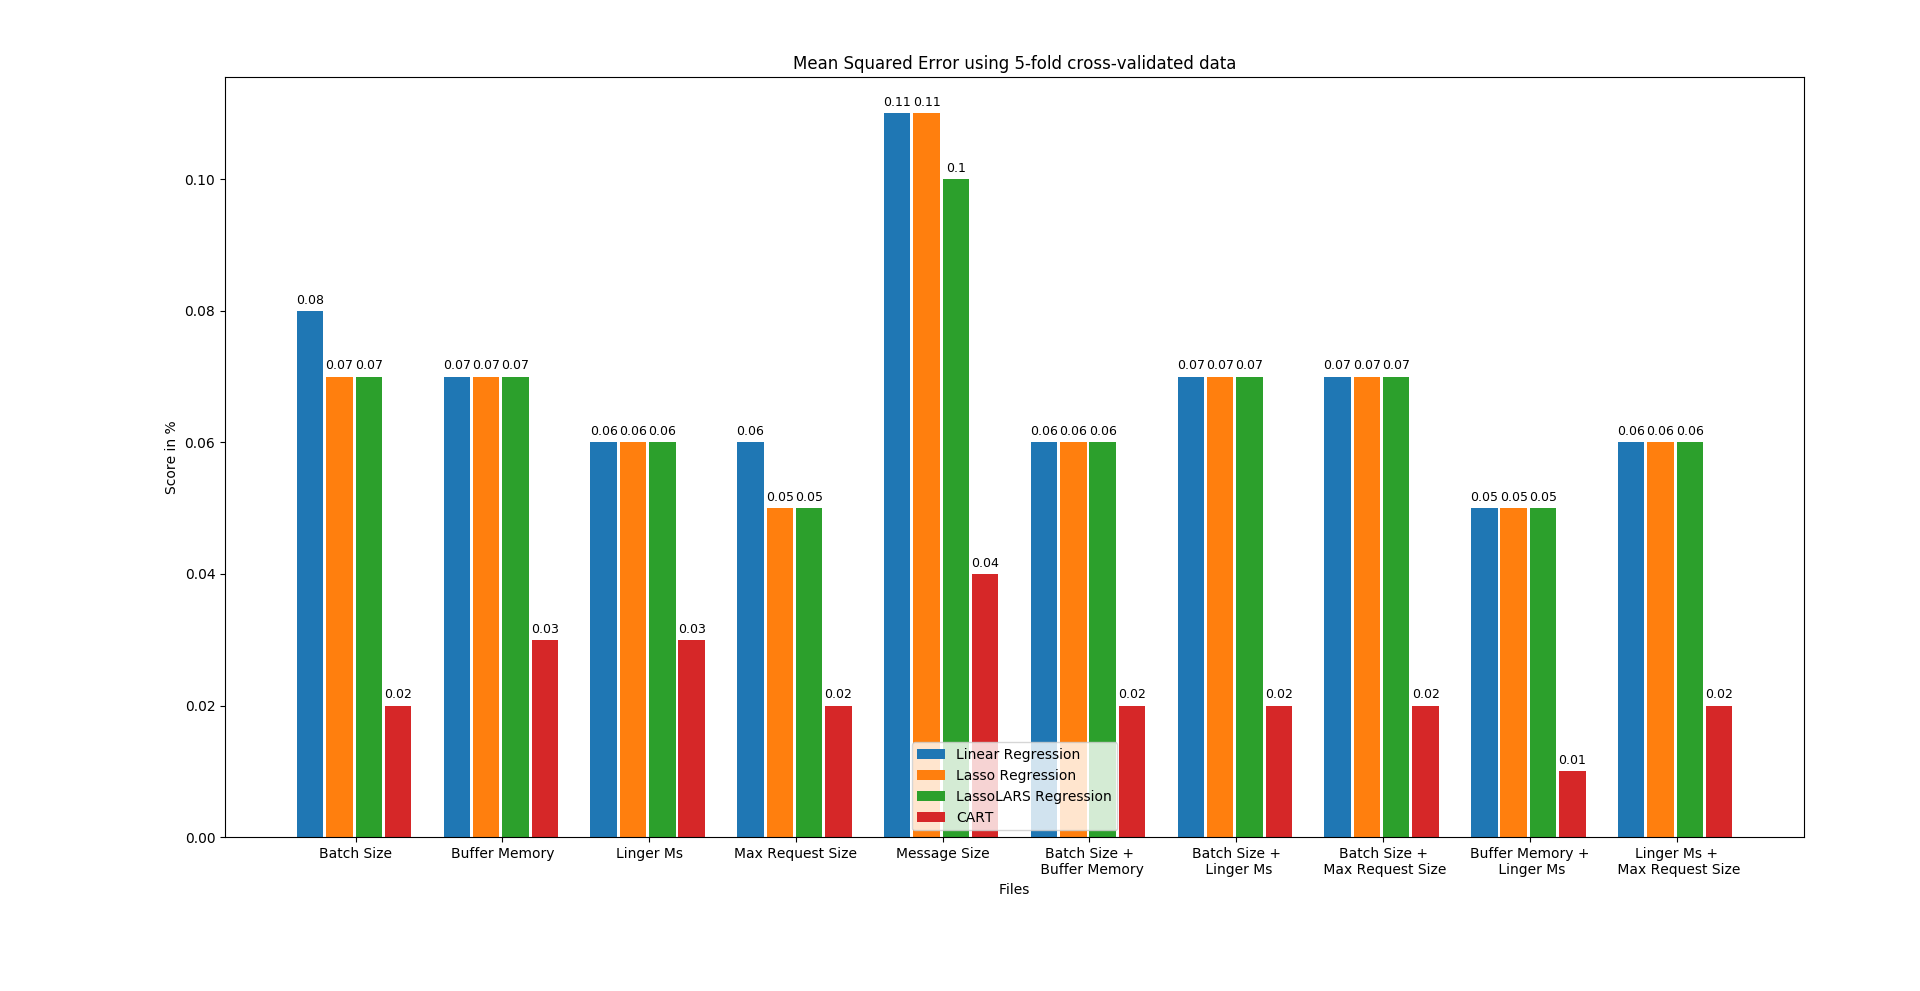 Mean Squared Error using 5-fold cross-validated data
0.11 0.11
0.1
0.10
0.08
0.08
0.07 0.07
0.07 0.07 0.07
0.07 0.07 0.07
0.07 0.07 0.07
0.06
0.06 0.06 0.06
0.06
0.06 0.06 0.06
0.06 0.06 0.06
Score in %
0.05 0.05
0.05 0.05 0.05
0.04
0.04
0.03
0.03
0.02
0.02
0.02
0.02
0.02
0.02
0.02
0.01
Linear Regression
Lasso Regression
LassoLARS Regression
CART
0.00
Batch Size
Buffer Memory
Linger Ms
Max Request Size
Message Size
Batch Size +
Buffer Memory
Batch Size +
Linger Ms
Batch Size +
Max Request Size
Buffer Memory +
Linger Ms
Linger Ms +
Max Request Size
Files